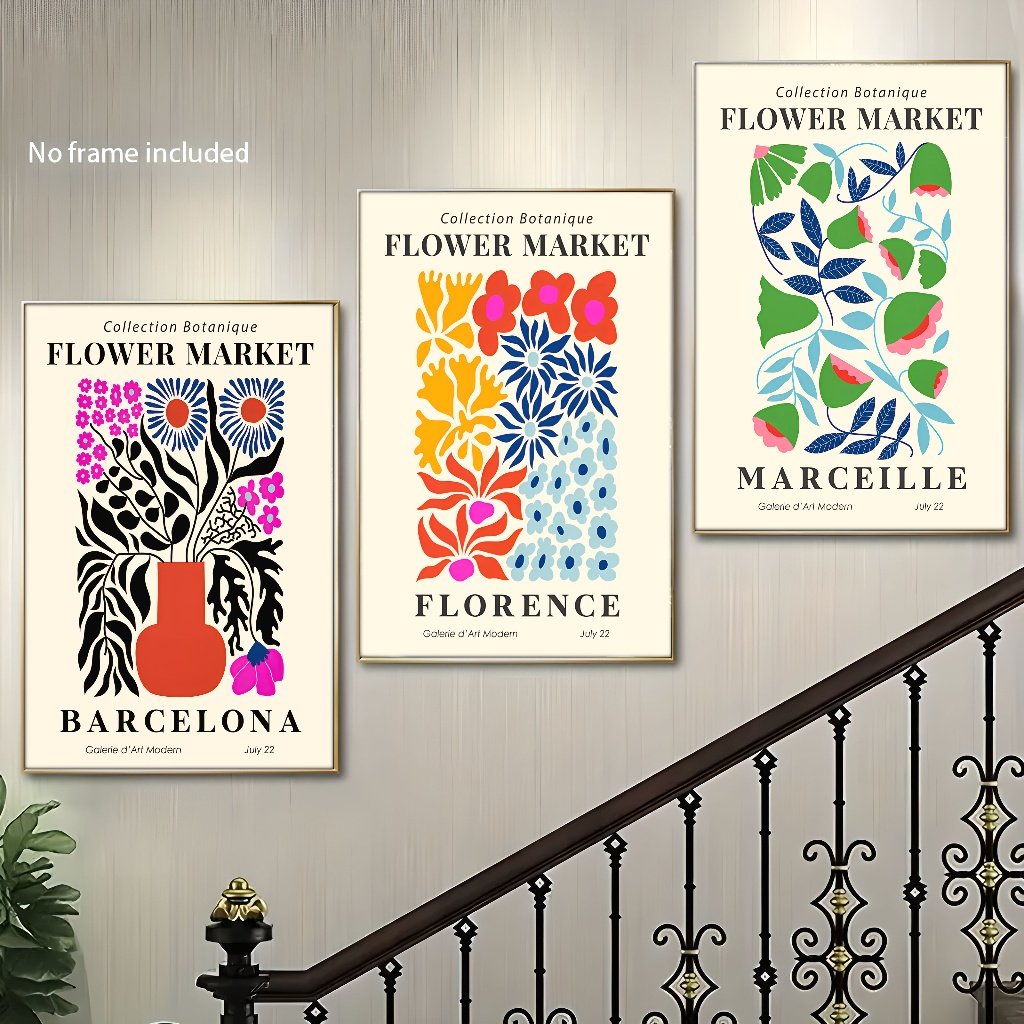 No frame included
Collection Botanique
FLOWER MARKET
BARCELONA
Galerie d'Art Modern July 22
Collection Botanique
FLOWER MARKET
FLORENCE
Galerie d'Art Modern July 22
Collection Botanique
FLOWER MARKET
MARCEILLE
Galerie d'Art Modern July 22